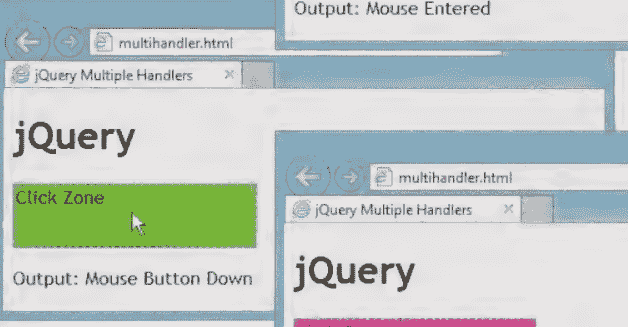 Output: Mouse Entered
multihandler.html
jQuery Multiple Handlers
jQuery
Click Zone
Output: Mouse Button Down
multihandler.html
jQuery Multiple Handlers
jQuery